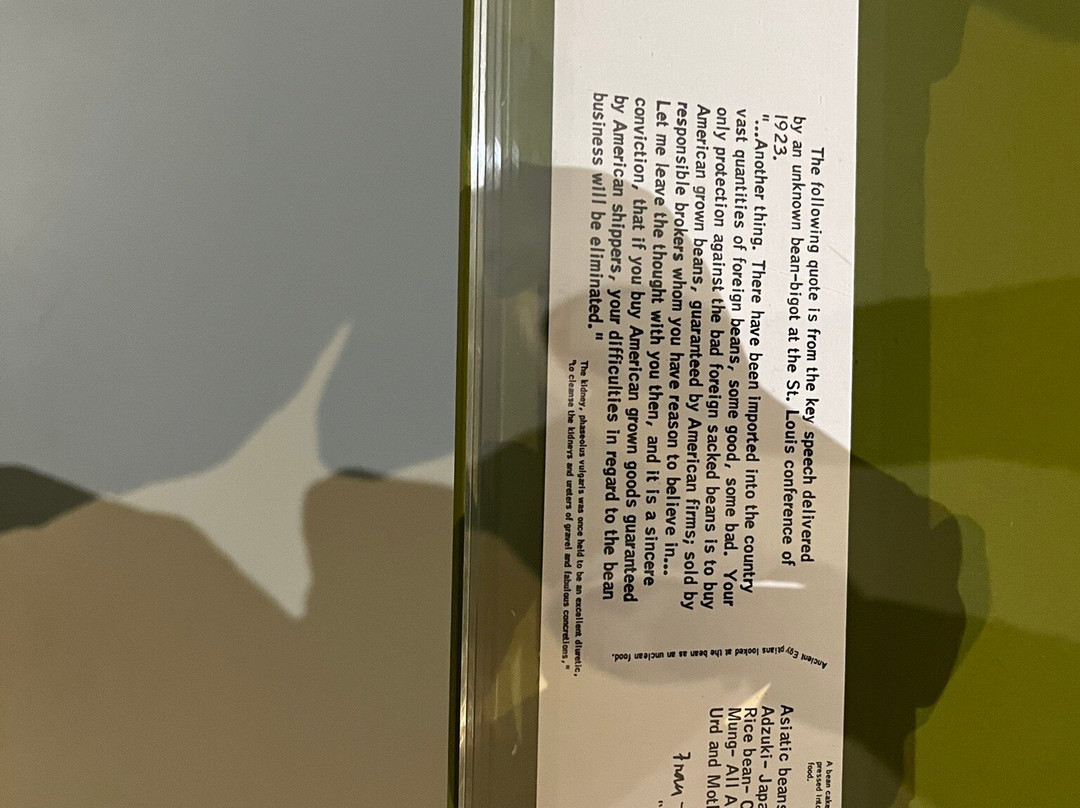 The following quote is from the key speech delivered
by an unknown bean-bigot at the St. Louis conference of
1923.
"...Another thing. There have been imported into the country
vast quantities of foreign beans, some good, some bad. Your
only protection against the bad foreign sacked beans is to buy
American grown beans, guaranteed by American firms; sold by
responsible brokers whom you have reason to believe in...
Let me leave the thought with you then, and it is a sincere
conviction, that if you buy American grown goods guaranteed
by American shippers, your difficulties in regard to the bean
business will be eliminated."
The kidney, phaseolus vulgaris was once held to be an excellent diuretic,
"to cleanse the kidneys and ureters of gravel and fabulous concretions,"
Ancient Egyptians looked at the bean as an unclean food.
A bean cake
pressed int
food.
Asiatic beans
Adzuki- Japa
Rice bean- C
Mung- All A
Urd and Mot